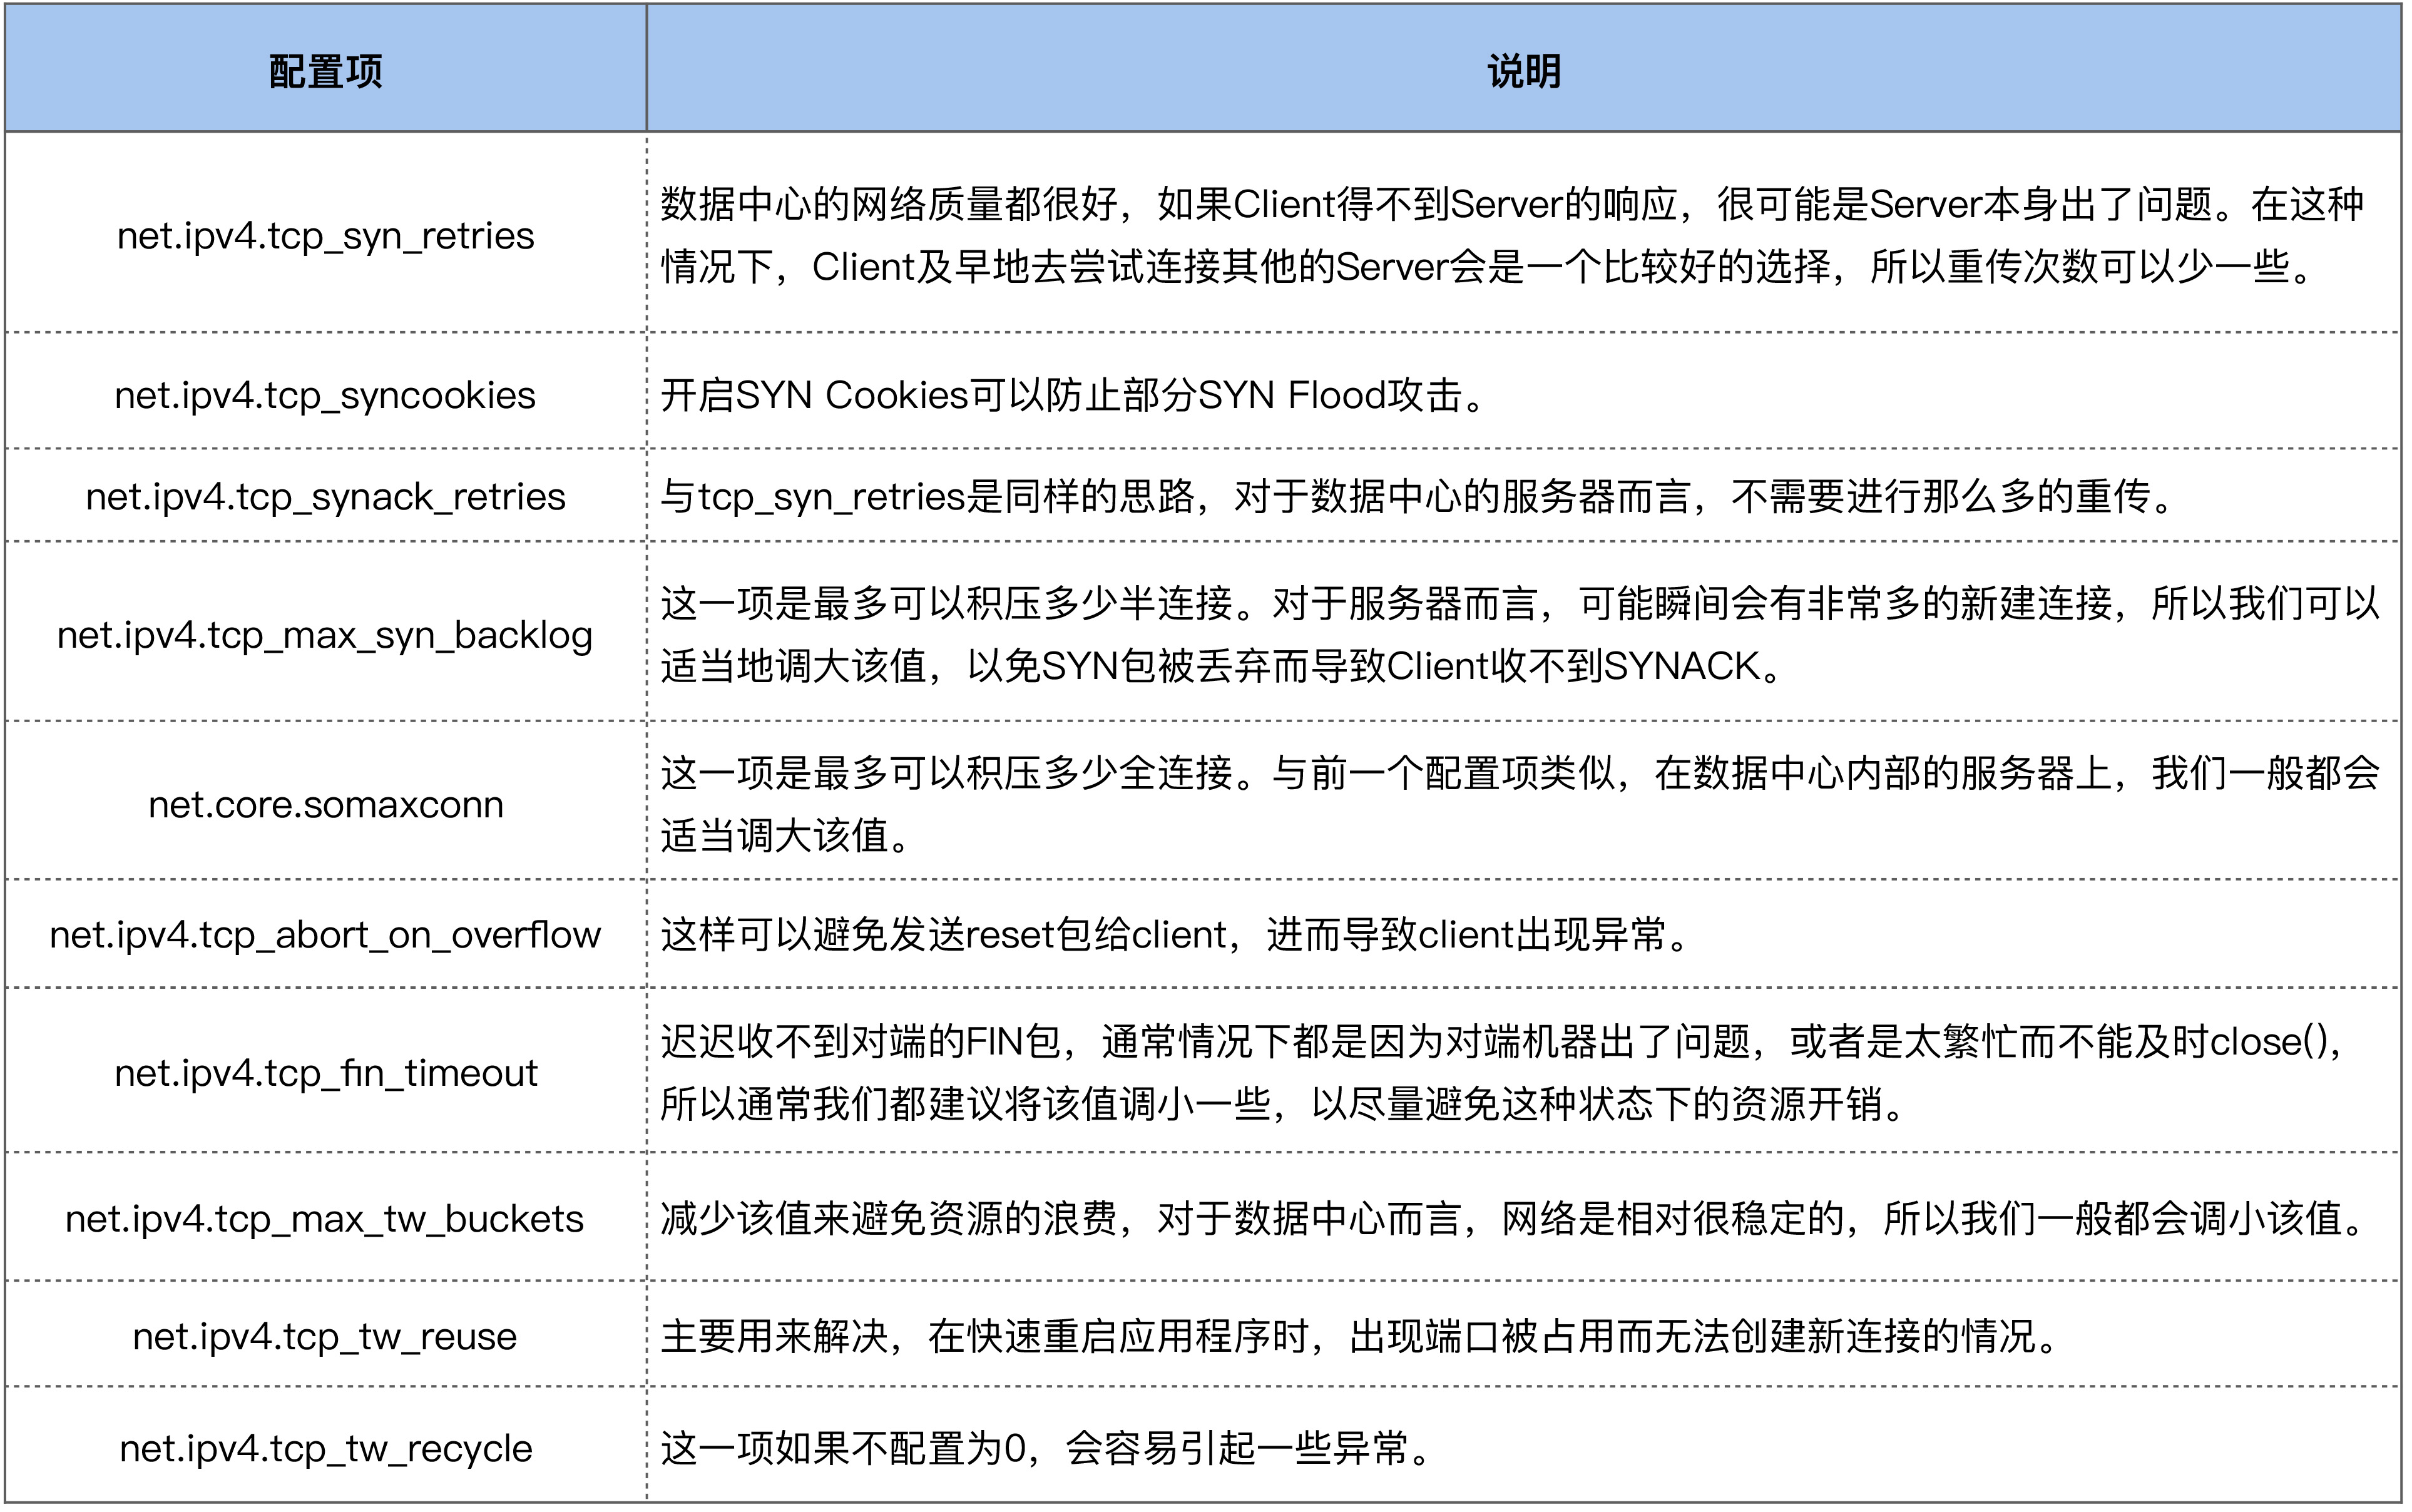 配置项
说明
net.ipv4.tcp_syn_retries
数据中心的网络质量都很好，如果Client得不到Server的响应，很可能是Server本身出了问题。在这种
情况下，Client及早地去尝试连接其他的Server会是一个比较好的选择，所以重传次数可以少一些。
net.ipv4.tcp_syncookies
开启SYN Cookies可以防止部分SYN Flood攻击。
net.ipv4.tcp_synack_retries
与tcp_syn_retries是同样的思路，对于数据中心的服务器而言，不需要进行那么多的重传。
net.ipv4.tcp_max_syn_backlog
这一项是最多可以积压多少半连接。对于服务器而言，可能瞬间会有非常多的新建连接，所以我们可以
适当地调大该值，以免SYN包被丢弃而导致Client收不到SYNACK。
net.core.somaxconn
这一项是最多可以积压多少全连接。与前一个配置项类似，在数据中心内部的服务器上，我们一般都会
适当调大该值。
net.ipv4.tcp_abort_on_overflow
这样可以避免发送reset包给client，进而导致client出现异常。
net.ipv4.tcp_fin_timeout
迟迟收不到对端的FIN包，通常情况下都是因为对端机器出了问题，或者是太繁忙而不能及时close()，
所以通常我们都建议将该值调小一些，以尽量避免这种状态下的资源开销。
net.ipv4.tcp_max_tw_buckets
减少该值来避免资源的浪费，对于数据中心而言，网络是相对很稳定的，所以我们一般都会调小该值。
net.ipv4.tcp_tw_reuse
主要用来解决，在快速重启应用程序时，出现端口被占用而无法创建新连接的情况。
net.ipv4.tcp_tw_recycle
这一项如果不配置为0，会容易引起一些异常。